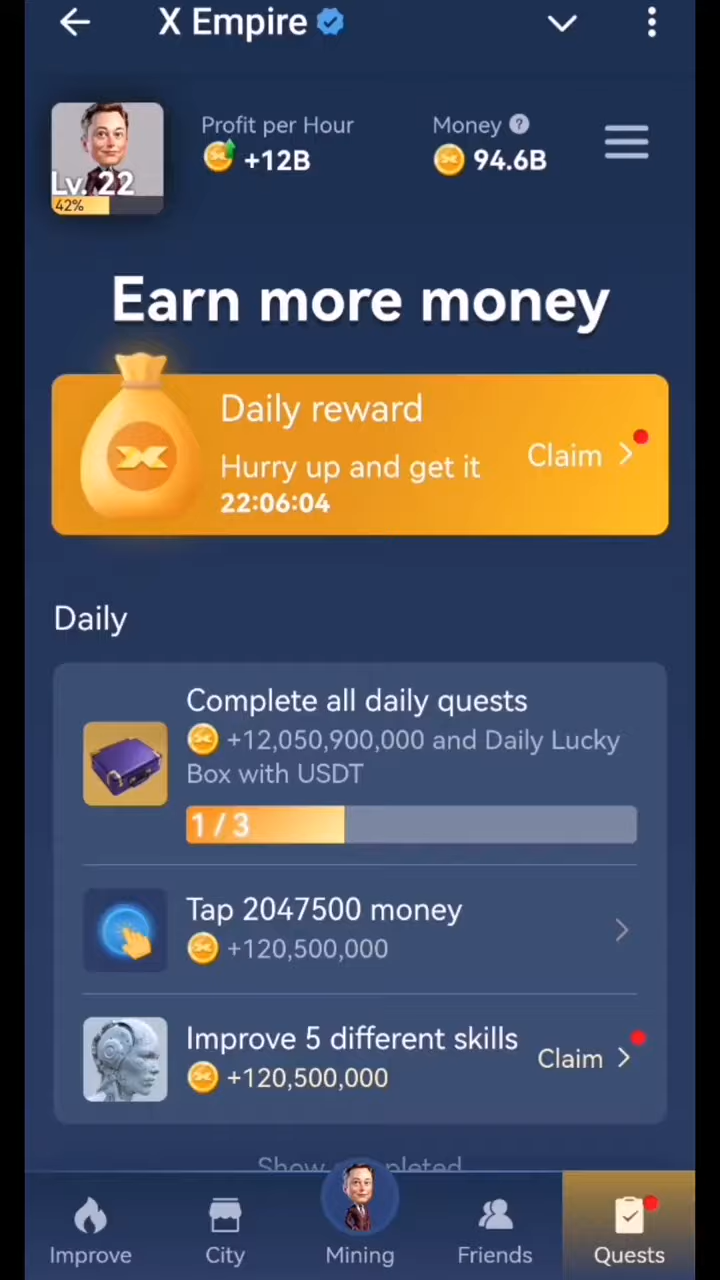 X Empire
Profit per Hour
+12B
Money ?
94.6B
Lv. 22
42%
Earn more money
Daily reward
Hurry up and get it
22:06:04
Claim
Daily
Complete all daily quests
+12,050,900,000 and Daily Lucky
Box with USDT
1 / 3
Tap 2047500 money
+120,500,000
Improve 5 different skills
+120,500,000
Claim
Show
Improve
City
Mining
Friends
Quests